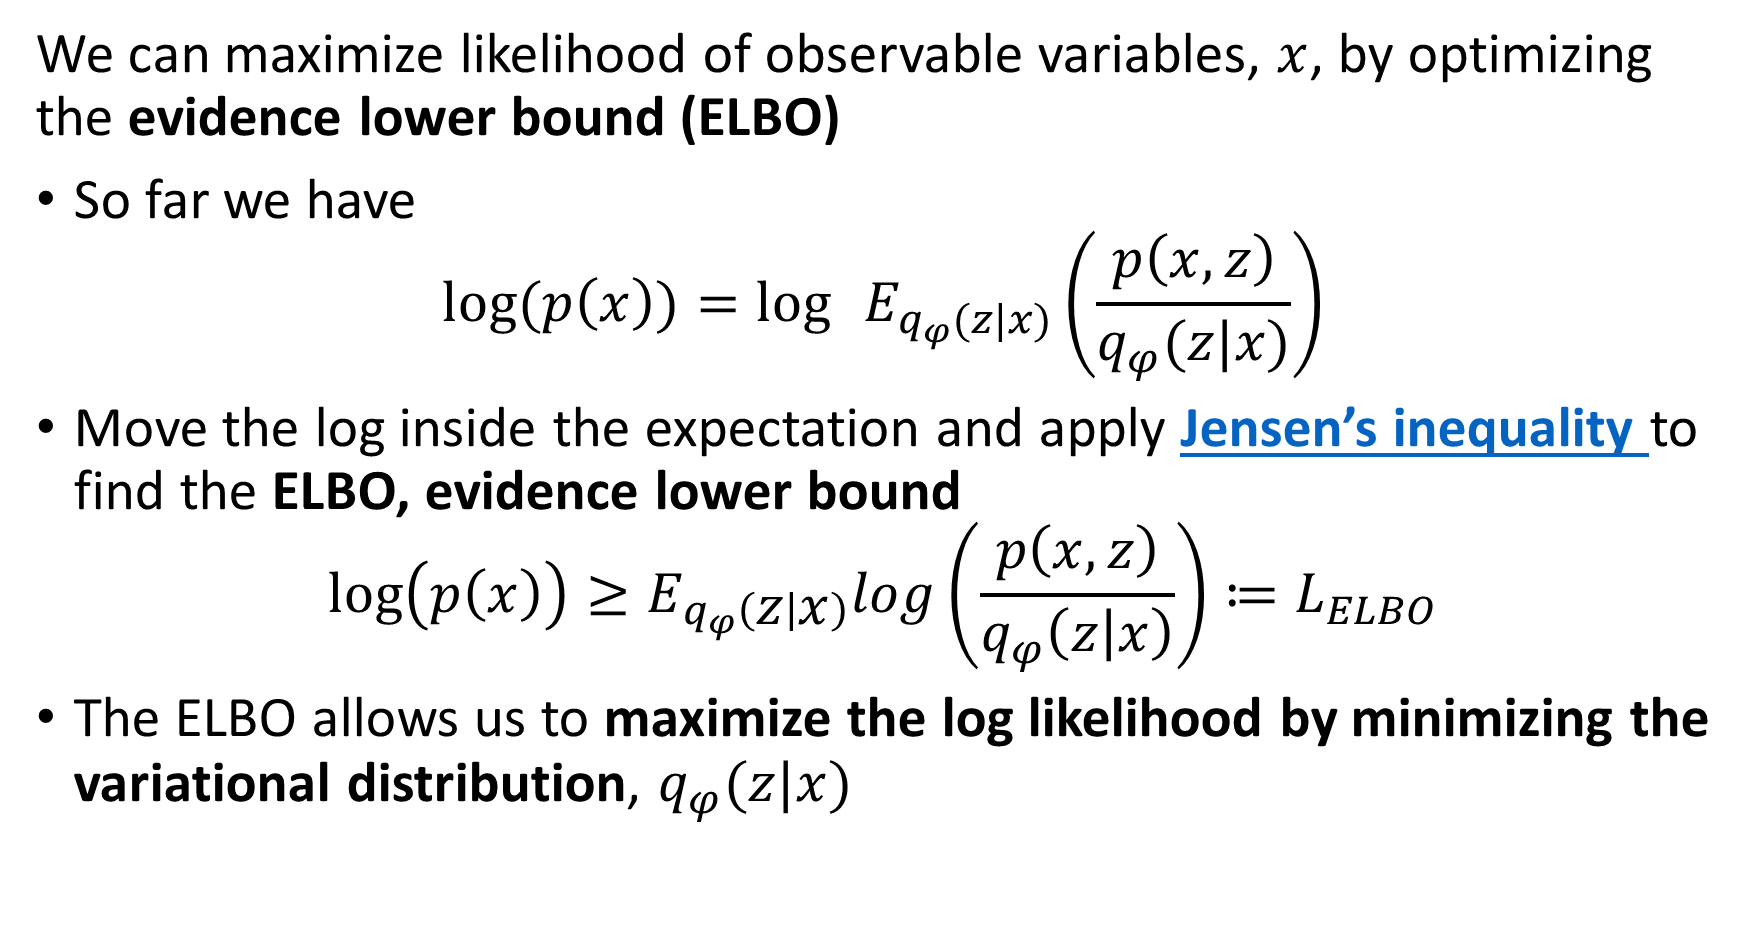 We can maximize likelihood of observable variables, x, by optimizing
the evidence lower bound (ELBO)
• So far we have
log(p(x)) = log E_{q_φ(z|x)} (p(x, z) / q_φ(z|x))
• Move the log inside the expectation and apply Jensen’s inequality to
find the ELBO, evidence lower bound
log(p(x)) ≥ E_{q_φ(z|x)} log (p(x, z) / q_φ(z|x)) ≔ L_{ELBO}
• The ELBO allows us to maximize the log likelihood by minimizing the
variational distribution, q_φ(z|x)